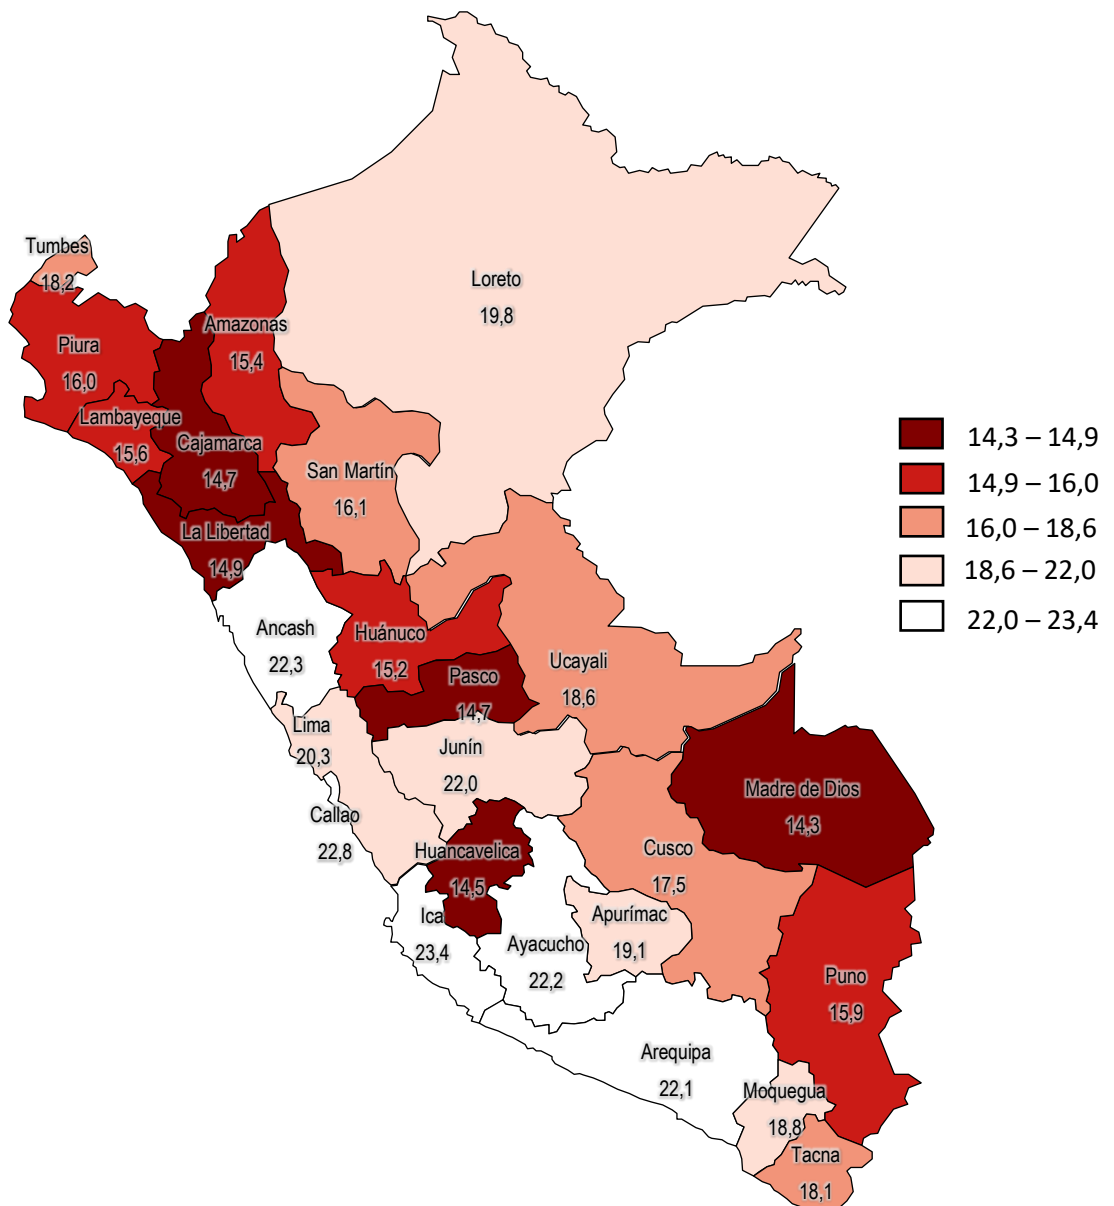 Tumbes
18,2
Loreto
19,8
Amazonas
15,4
Piura
16,0
Lambayeque
15,6
Cajamarca
14,7
San Martín
16,1
La Libertad
14,9
Ancash
22,3
Huánuco
15,2
Pasco
14,7
Ucayali
18,6
Lima
20,3
Junín
22,0
Callao
22,8
Madre de Dios
14,3
Huancavelica
14,5
Cusco
17,5
Ica
23,4
Ayacucho
22,2
Apurímac
19,1
Puno
15,9
Arequipa
22,1
Moquegua
18,8
Tacna
18,1
14,3 – 14,9
14,9 – 16,0
16,0 – 18,6
18,6 – 22,0
22,0 – 23,4